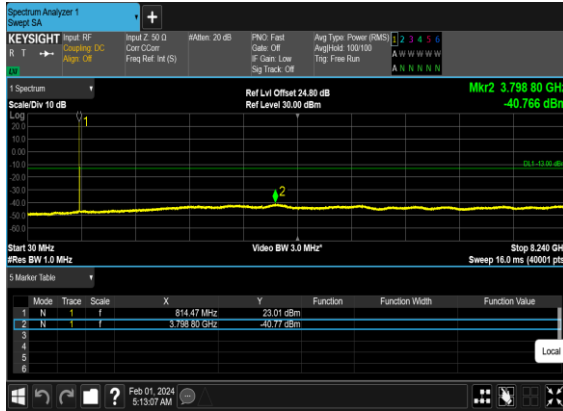 Spectrum Analyzer 1
Swept SA
+
KEYSIGHT Input: RF Input Z: 50 Ω #Atten: 20 dB PNO: Fast Avg Type: Power (RMS) 1 2 3 4 5 6
R T Coupling: DC Corr CCorr Gate: Off Avg|Hold: 100/100 A W W W W W
Align: Off Freq Ref: Int (S) IF Gain: Low Trig: Free Run
LU Sig Track: Off A N N N N N
1 Spectrum Ref Lvl Offset 24.80 dB Mkr2 3.798 80 GHz
Scale/Div 10 dB Ref Level 30.00 dBm -40.766 dBm
Log
20.0
10.0
0.00
-10.0
-20.0
-30.0
-40.0
-50.0
-60.0
1
DL1 -13.00 dB
2
Start 30 MHz Video BW 3.0 MHz* Stop 8.240 GH
#Res BW 1.0 MHz Sweep 16.0 ms (40001 pts
5 Marker Table
Mode Trace Scale X Y Function Function Width Function Value
1 N 1 f 814.47 MHz 23.01 dBm
2 N 1 f 3.798 80 GHz -40.77 dBm
3
4
5
6
Local
? Feb 01, 2024
5:13:07 AM